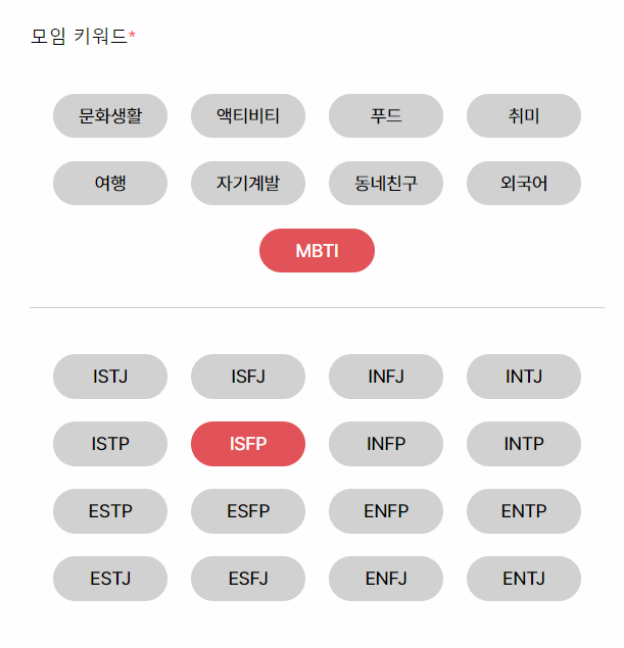 모임 키워드*
문화생활 액티비티 푸드 취미
여행 자기계발 동네친구 외국어
MBTI
ISTJ ISFJ INFJ INTJ
ISTP ISFP INFP INTP
ESTP ESFP ENFP ENTP
ESTJ ESFJ ENFJ ENTJ